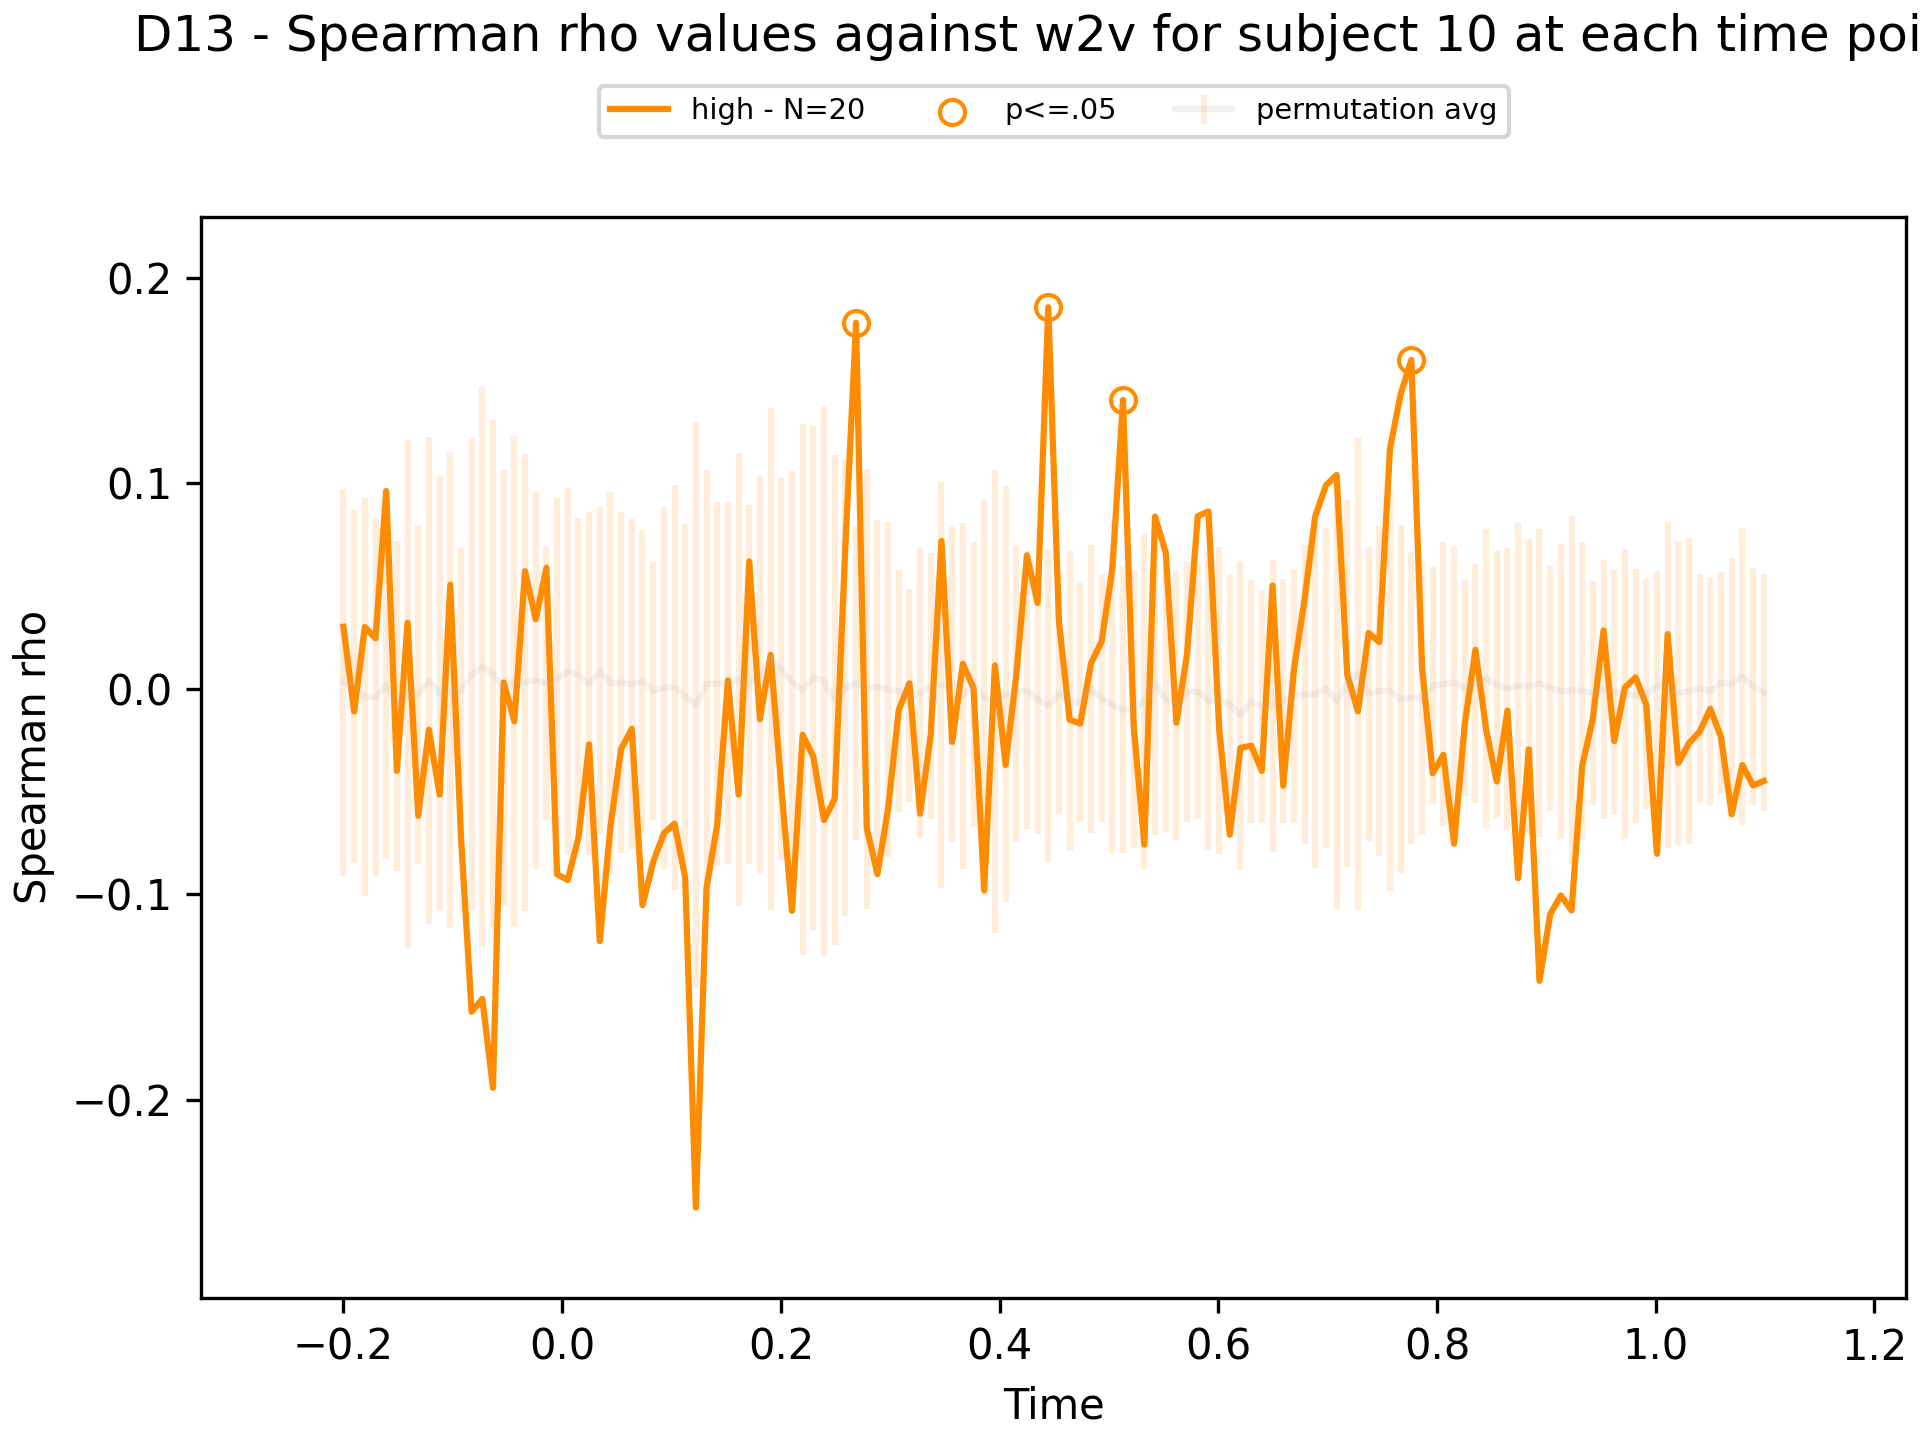 D13 - Spearman rho values against w2v for subject 10 at each time poi
high - N=20
p<=.05
permutation avg
Spearman rho
0.2
0.1
0.0
−0.1
−0.2
−0.2
0.0
0.2
0.4
0.6
0.8
1.0
1.2
Time